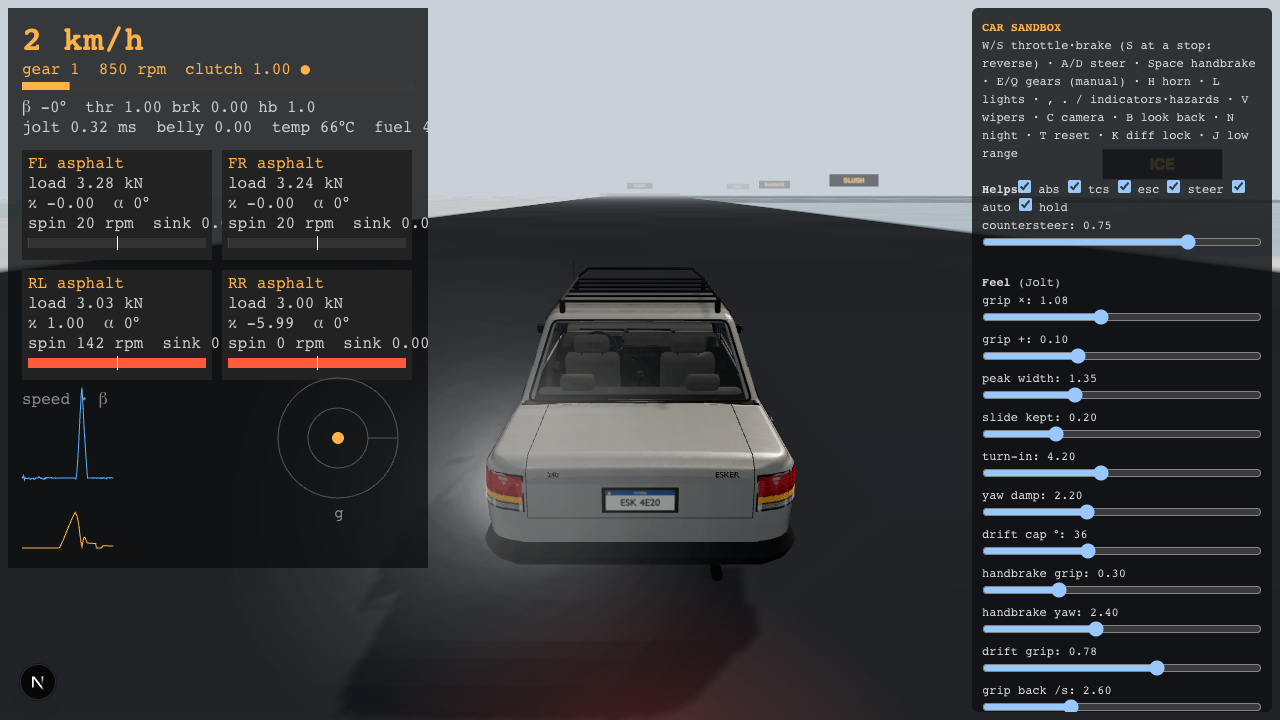 2 km/h
gear 1 850 rpm clutch 1.00 ●
β -0° thr 1.00 brk 0.00 hb 1.0
jolt 0.32 ms belly 0.00 temp 66°C fuel 4
FL asphalt
load 3.28 kN
ϰ -0.00 α 0°
spin 20 rpm sink 0.
FR asphalt
load 3.24 kN
ϰ -0.00 α 0°
spin 20 rpm sink 0.0
RL asphalt
load 3.03 kN
ϰ 1.00 α 0°
spin 142 rpm sink 0
RR asphalt
load 3.00 kN
ϰ -5.99 α 0°
spin 0 rpm sink 0.00
speed · β
g
N
SLUSH
ICE
ESKER
240
ESK 4E20
CAR SANDBOX
W/S throttle·brake (S at a stop:
reverse) · A/D steer · Space handbrake
· E/Q gears (manual) · H horn · L
lights · , . / indicators·hazards · V
wipers · C camera · B look back · N
night · T reset · K diff lock · J low
range
Helps abs tcs esc steer
auto hold
countersteer: 0.75
Feel (Jolt)
grip ×: 1.08
grip +: 0.10
peak width: 1.35
slide kept: 0.20
turn-in: 4.20
yaw damp: 2.20
drift cap °: 36
handbrake grip: 0.30
handbrake yaw: 2.40
drift grip: 0.78
grip back /s: 2.60